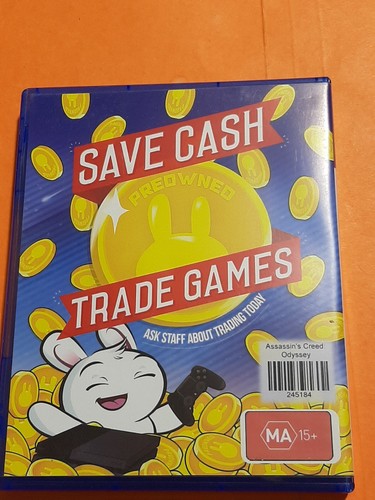 SAVE CASH
PREOWNED
TRADE GAMES
ASK STAFF ABOUT TRADING TODAY
Assassin's Creed
Odyssey
245184
MA 15+